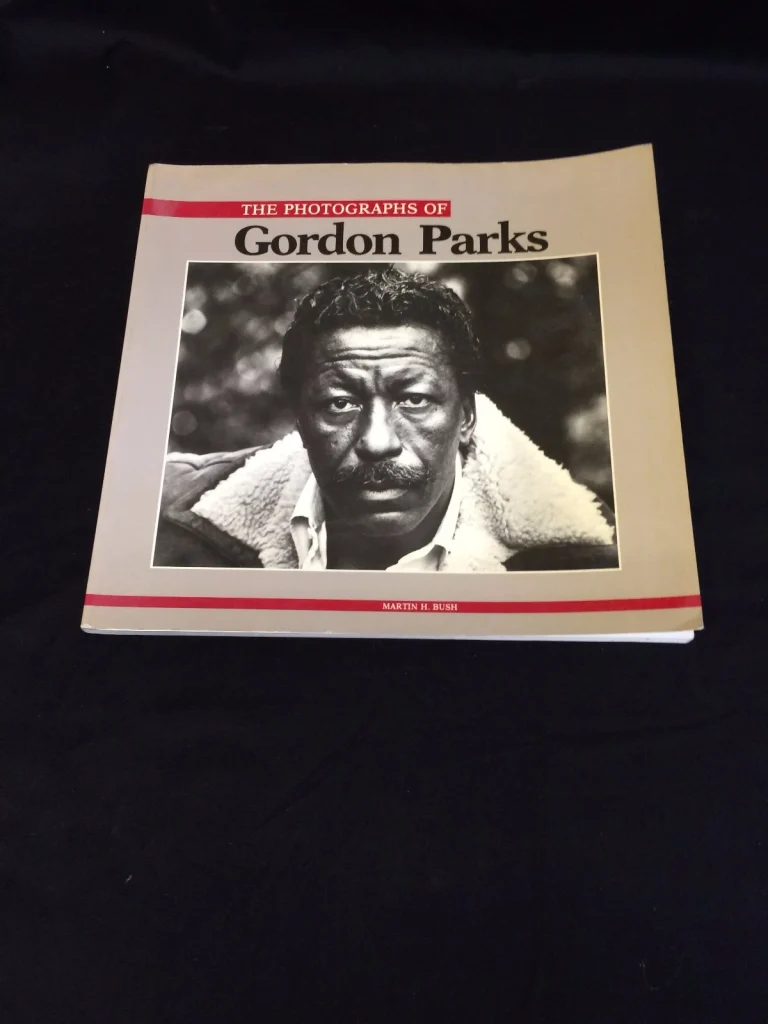 THE PHOTOGRAPHS OF
Gordon Parks
MARTIN H. BUSH